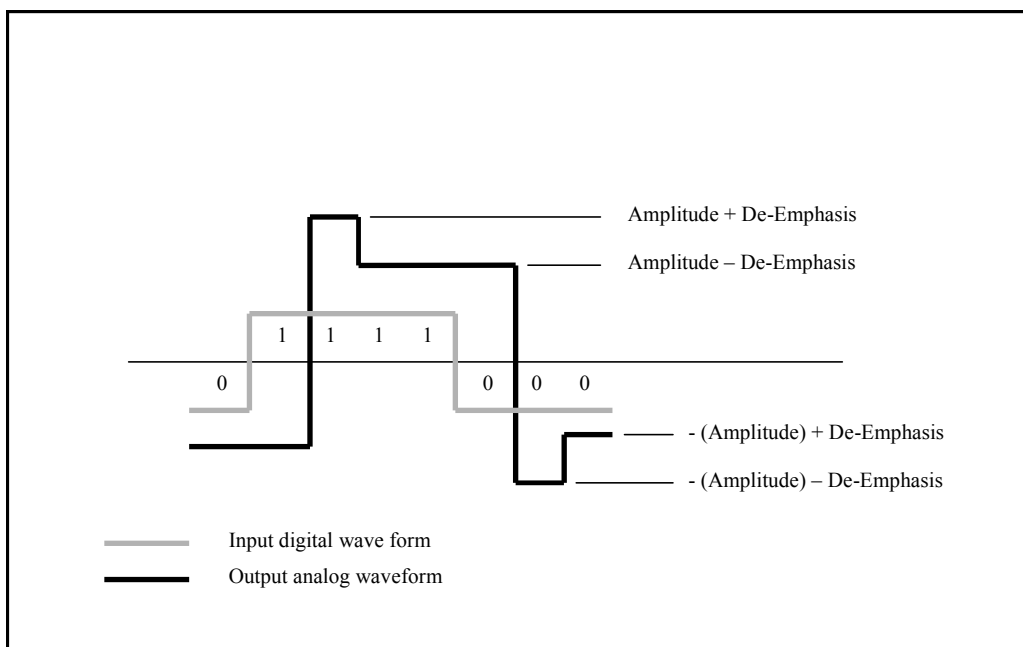 Amplitude + De-Emphasis
Amplitude – De-Emphasis
1 1 1 1
0 0 0 0
- (Amplitude) + De-Emphasis
- (Amplitude) – De-Emphasis
Input digital wave form
Output analog waveform